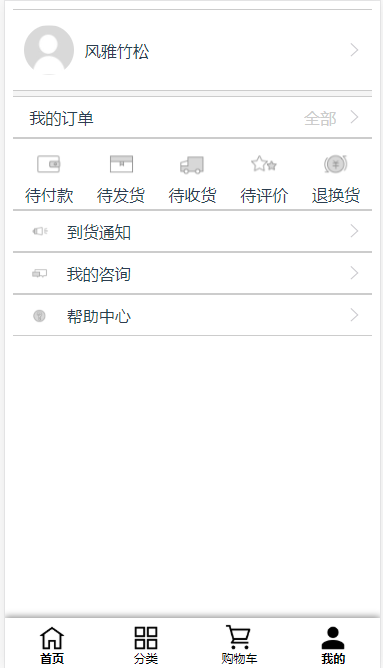 风雅竹松
我的订单 全部
待付款 待发货 待收货 待评价 退换货
到货通知
我的咨询
帮助中心
首页 分类 购物车 我的